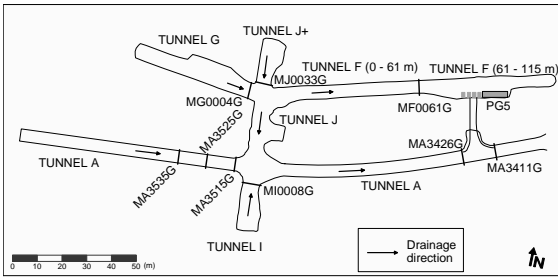 TUNNEL J+
TUNNEL G
TUNNEL F (0 - 61 m)
TUNNEL F (61 - 115 m)
MJ0033G
MG0004G
MF0061G
PG5
MA3525G
TUNNEL J
TUNNEL A
MA3535G
MA3515G
MI0008G
MA3426G
MA3411G
TUNNEL A
TUNNEL I
0 10 20 30 40 50 (m)
Drainage
direction
N